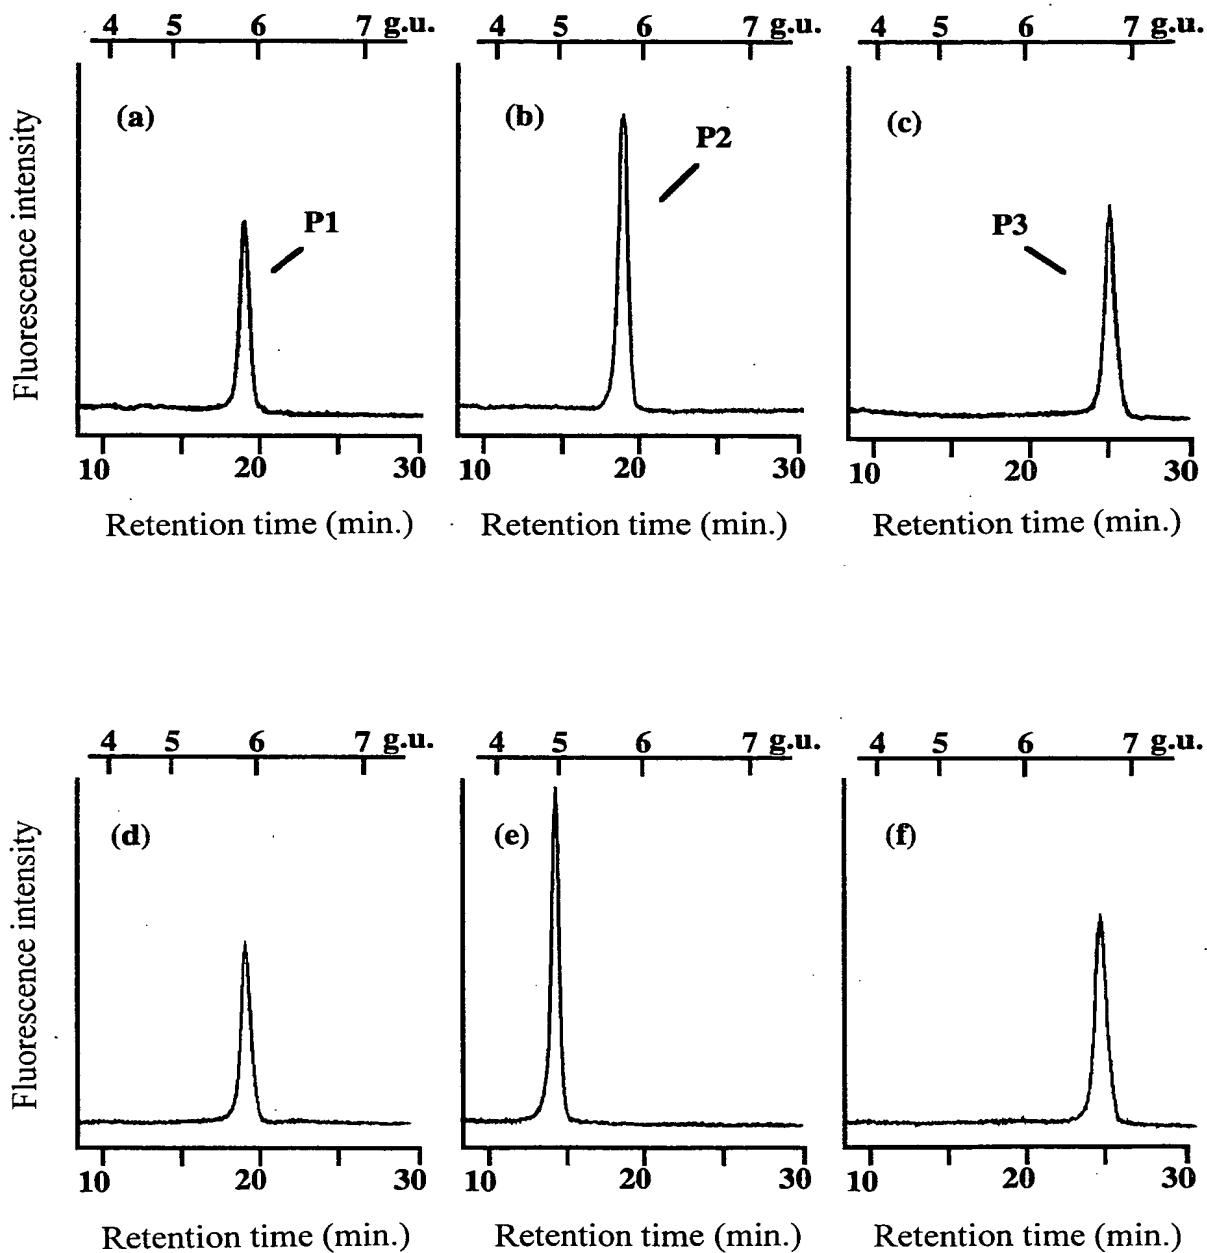 4 5 6 7 g.u. 4 5 6 7 g.u. 4 5 6 7 g.u.
(a) (b) (c)
P1 P2 P3
Fluorescence intensity
10 20 30 10 20 30 10 20 30
Retention time (min.) Retention time (min.) Retention time (min.)
4 5 6 7 g.u. 4 5 6 7 g.u. 4 5 6 7 g.u.
(d) (e) (f)
Fluorescence intensity
10 20 30 10 20 30 10 20 30
Retention time (min.) Retention time (min.) Retention time (min.)